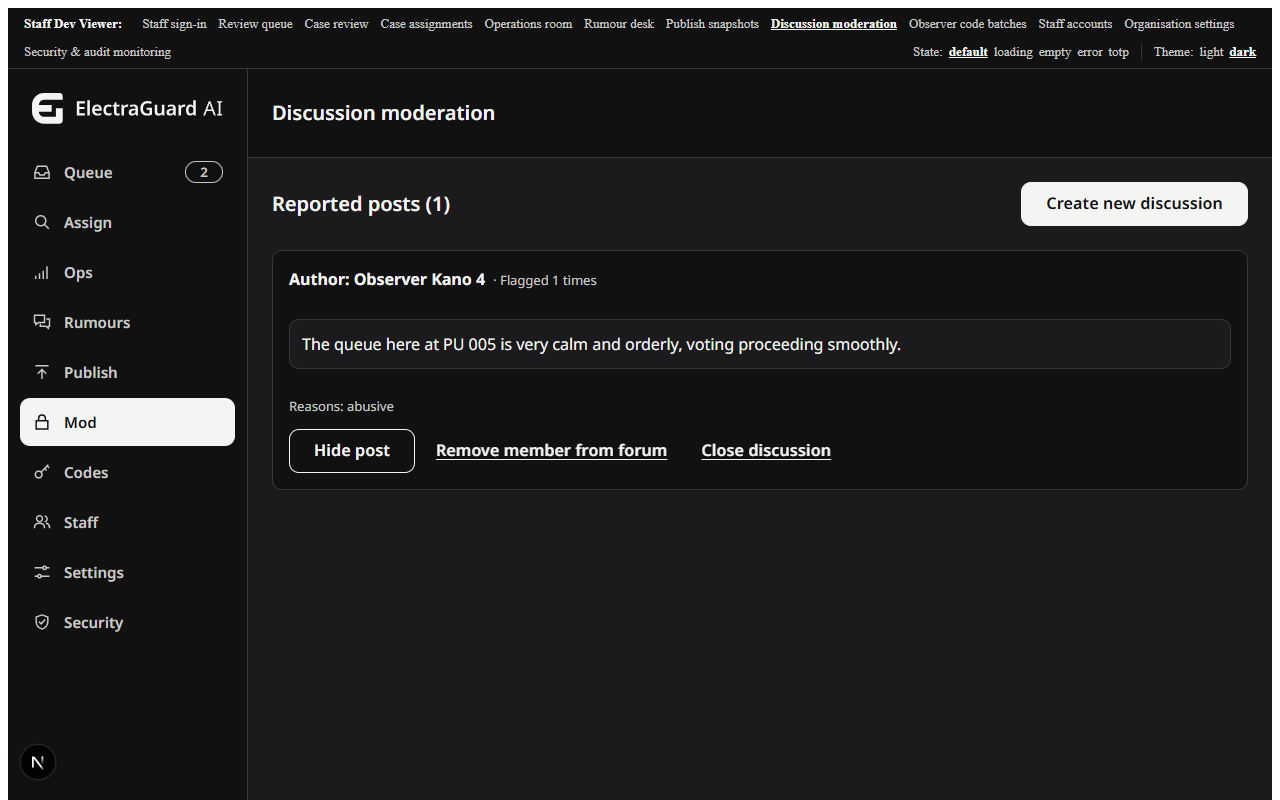 Staff Dev Viewer: Staff sign-in Review queue Case review Case assignments Operations room Rumour desk Publish snapshots Discussion moderation Observer code batches Staff accounts Organisation settings
Security & audit monitoring State: default loading empty error totp Theme: light dark
ElectraGuard AI
Discussion moderation
Queue 2
Assign
Ops
Rumours
Publish
Mod
Codes
Staff
Settings
Security
N
Reported posts (1)
Create new discussion
Author: Observer Kano 4 · Flagged 1 times
The queue here at PU 005 is very calm and orderly, voting proceeding smoothly.
Reasons: abusive
Hide post Remove member from forum Close discussion